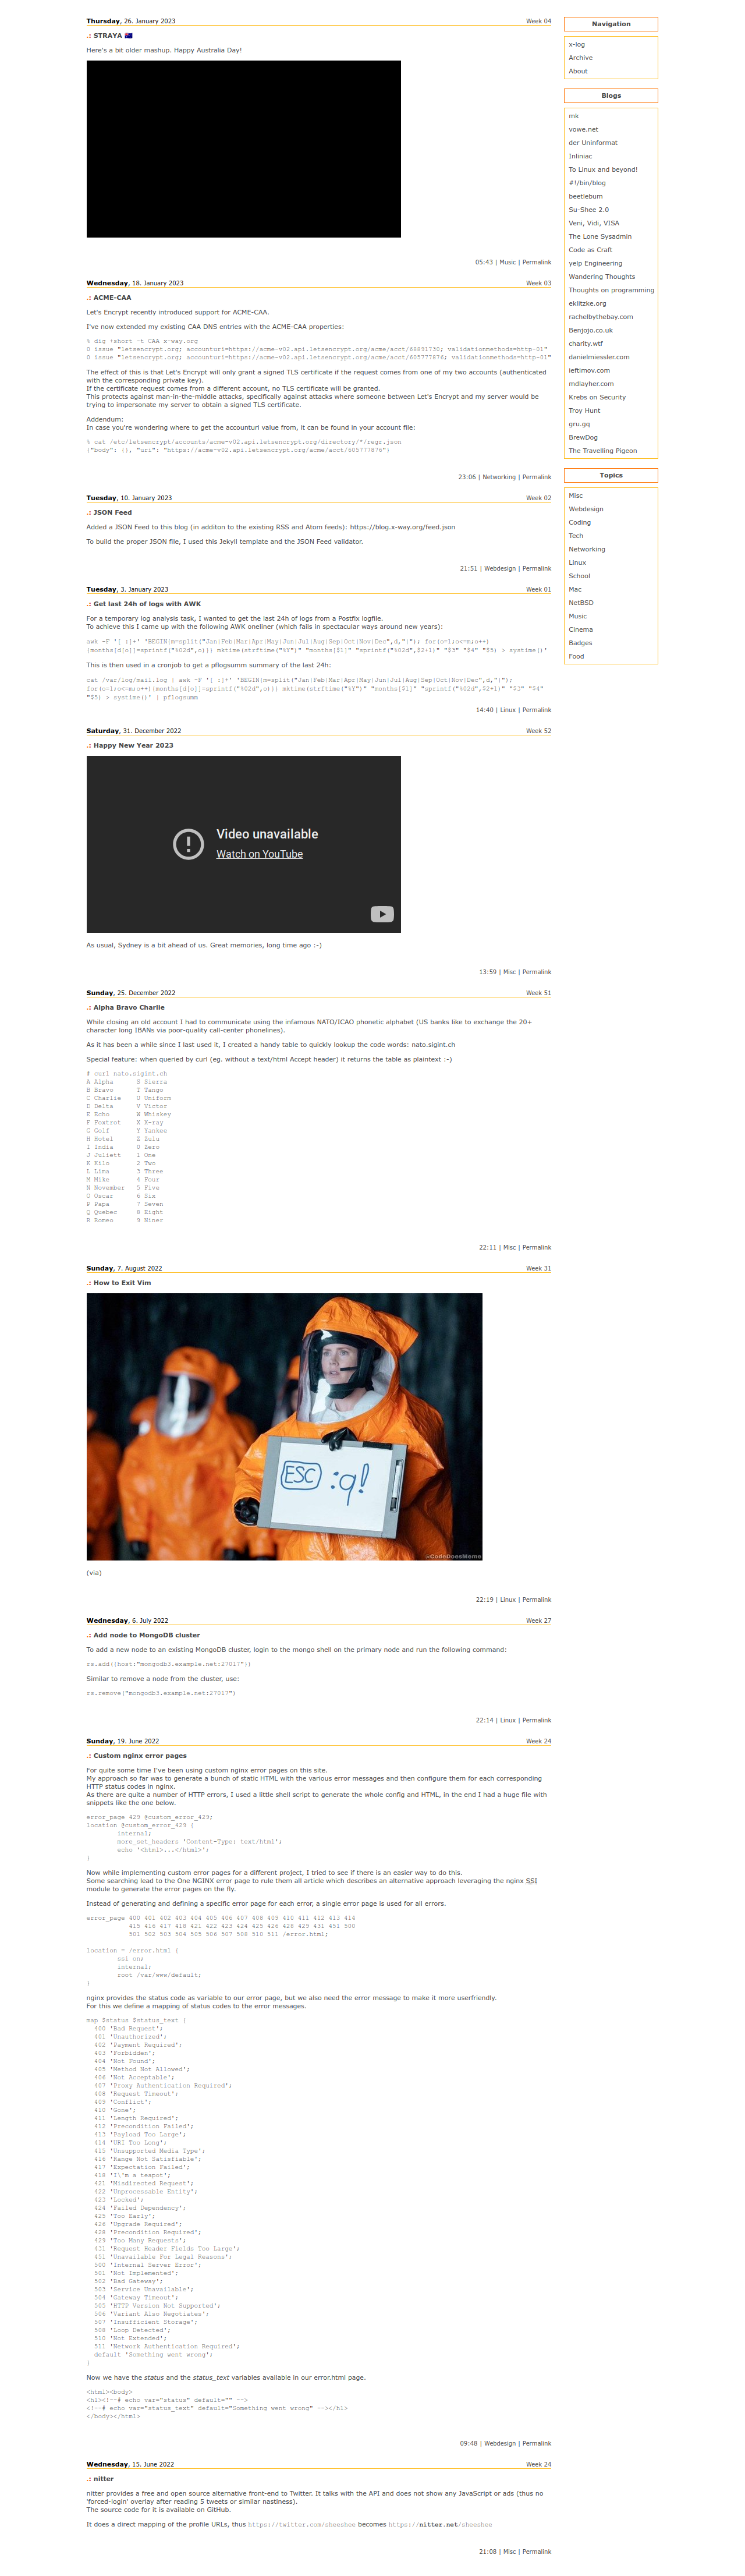 Thursday, 26. January 2023 Week 04
.: STRAYA 🇦🇺
Here's a bit older mashup. Happy Australia Day!
05:43 | Music | Permalink
Wednesday, 18. January 2023 Week 03
.: ACME-CAA
Let's Encrypt recently introduced support for ACME-CAA.
I've now extended my existing CAA DNS entries with the ACME-CAA properties:
% dig +short -t CAA x-way.org
0 issue "letsencrypt.org; accounturi=https://acme-v02.api.letsencrypt.org/acme/acct/68891730; validationmethods=http-01"
0 issue "letsencrypt.org; accounturi=https://acme-v02.api.letsencrypt.org/acme/acct/605777876; validationmethods=http-01"
The effect of this is that Let's Encrypt will only grant a signed TLS certificate if the request comes from one of my two accounts (authenticated
with the corresponding private key).
If the certificate request comes from a different account, no TLS certificate will be granted.
This protects against man-in-the-middle attacks, specifically against attacks where someone between Let's Encrypt and my server would be
trying to impersonate my server to obtain a signed TLS certificate.
Addendum:
In case you're wondering where to get the accounturi value from, it can be found in your account file:
% cat /etc/letsencrypt/accounts/acme-v02.api.letsencrypt.org/directory/*/regr.json
{"body": {}, "uri": "https://acme-v02.api.letsencrypt.org/acme/acct/605777876"}
23:06 | Networking | Permalink
Tuesday, 10. January 2023 Week 02
.: JSON Feed
Added a JSON Feed to this blog (in additon to the existing RSS and Atom feeds): https://blog.x-way.org/feed.json
To build the proper JSON file, I used this Jekyll template and the JSON Feed validator.
21:51 | Webdesign | Permalink
Tuesday, 3. January 2023 Week 01
.: Get last 24h of logs with AWK
For a temporary log analysis task, I wanted to get the last 24h of logs from a Postfix logfile.
To achieve this I came up with the following AWK oneliner (which fails in spectacular ways around new years):
awk -F '[ :]+' 'BEGIN{m=split("Jan|Feb|Mar|Apr|May|Jun|Jul|Aug|Sep|Oct|Nov|Dec",d,"|"); for(o=1;o<=m;o++)
{months[d[o]]=sprintf("%02d",o)}} mktime(strftime("%Y")" "months[$1]" "sprintf("%02d",$2+1)" "$3" "$4" "$5) > systime()'
This is then used in a cronjob to get a pflogsumm summary of the last 24h:
cat /var/log/mail.log | awk -F '[ :]+' 'BEGIN{m=split("Jan|Feb|Mar|Apr|May|Jun|Jul|Aug|Sep|Oct|Nov|Dec",d,"|");
for(o=1;o<=m;o++){months[d[o]]=sprintf("%02d",o)}} mktime(strftime("%Y")" "months[$1]" "sprintf("%02d",$2+1)" "$3" "$4"
"$5) > systime()' | pflogsumm
14:40 | Linux | Permalink
Saturday, 31. December 2022 Week 52
.: Happy New Year 2023
Video unavailable
Watch on YouTube
As usual, Sydney is a bit ahead of us. Great memories, long time ago :-)
13:59 | Misc | Permalink
Sunday, 25. December 2022 Week 51
.: Alpha Bravo Charlie
While closing an old account I had to communicate using the infamous NATO/ICAO phonetic alphabet (US banks like to exchange the 20+
character long IBANs via poor-quality call-center phonelines).
As it has been a while since I last used it, I created a handy table to quickly lookup the code words: nato.sigint.ch
Special feature: when queried by curl (eg. without a text/html Accept header) it returns the table as plaintext :-)
# curl nato.sigint.ch
A Alpha S Sierra
B Bravo T Tango
C Charlie U Uniform
D Delta V Victor
E Echo W Whiskey
F Foxtrot X X-ray
G Golf Y Yankee
H Hotel Z Zulu
I India 0 Zero
J Juliett 1 One
K Kilo 2 Two
L Lima 3 Three
M Mike 4 Four
N November 5 Five
O Oscar 6 Six
P Papa 7 Seven
Q Quebec 8 Eight
R Romeo 9 Niner
22:11 | Misc | Permalink
Sunday, 7. August 2022 Week 31
.: How to Exit Vim
ESC :q!
(via)
22:19 | Linux | Permalink
Wednesday, 6. July 2022 Week 27
.: Add node to MongoDB cluster
To add a new node to an existing MongoDB cluster, login to the mongo shell on the primary node and run the following command:
rs.add({host:"mongodb3.example.net:27017"})
Similar to remove a node from the cluster, use:
rs.remove("mongodb3.example.net:27017")
22:14 | Linux | Permalink
Sunday, 19. June 2022 Week 24
.: Custom nginx error pages
For quite some time I've been using custom nginx error pages on this site.
My approach so far was to generate a bunch of static HTML with the various error messages and then configure them for each corresponding
HTTP status codes in nginx.
As there are quite a number of HTTP errors, I used a little shell script to generate the whole config and HTML, in the end I had a huge file with
snippets like the one below.
error_page 429 @custom_error_429;
location @custom_error_429 {
internal;
more_set_headers 'Content-Type: text/html';
echo '<html>...</html>';
}
Now while implementing custom error pages for a different project, I tried to see if there is an easier way to do this.
Some searching lead to the One NGINX error page to rule them all article which describes an alternative approach leveraging the nginx SSI
module to generate the error pages on the fly.
Instead of generating and defining a specific error page for each error, a single error page is used for all errors.
error_page 400 401 402 403 404 405 406 407 408 409 410 411 412 413 414
415 416 417 418 421 422 423 424 425 426 428 429 431 451 500
501 502 503 504 505 506 507 508 510 511 /error.html;
location = /error.html {
ssi on;
internal;
root /var/www/default;
}
nginx provides the status code as variable to our error page, but we also need the error message to make it more userfriendly.
For this we define a mapping of status codes to the error messages.
map $status $status_text {
400 'Bad Request';
401 'Unauthorized';
402 'Payment Required';
403 'Forbidden';
404 'Not Found';
405 'Method Not Allowed';
406 'Not Acceptable';
407 'Proxy Authentication Required';
408 'Request Timeout';
409 'Conflict';
410 'Gone';
411 'Length Required';
412 'Precondition Failed';
413 'Payload Too Large';
414 'URI Too Long';
415 'Unsupported Media Type';
416 'Range Not Satisfiable';
417 'Expectation Failed';
418 'I\'m a teapot';
421 'Misdirected Request';
422 'Unprocessable Entity';
423 'Locked';
424 'Failed Dependency';
425 'Too Early';
426 'Upgrade Required';
428 'Precondition Required';
429 'Too Many Requests';
431 'Request Header Fields Too Large';
451 'Unavailable For Legal Reasons';
500 'Internal Server Error';
501 'Not Implemented';
502 'Bad Gateway';
503 'Service Unavailable';
504 'Gateway Timeout';
505 'HTTP Version Not Supported';
506 'Variant Also Negotiates';
507 'Insufficient Storage';
508 'Loop Detected';
510 'Not Extended';
511 'Network Authentication Required';
default 'Something went wrong';
}
Now we have the status and the status_text variables available in our error.html page.
<html><body>
<h1><!--# echo var="status" default="" -->
<!--# echo var="status_text" default="Something went wrong" --></h1>
</body></html>
09:48 | Webdesign | Permalink
Wednesday, 15. June 2022 Week 24
.: nitter
nitter provides a free and open source alternative front-end to Twitter. It talks with the API and does not show any JavaScript or ads (thus no
'forced-login' overlay after reading 5 tweets or similar nastiness).
The source code for it is available on GitHub.
It does a direct mapping of the profile URLs, thus https://twitter.com/sheeshee becomes https://nitter.net/sheeshee
21:08 | Misc | Permalink
Navigation
x-log
Archive
About
Blogs
mk
vowe.net
der Uninformat
Inliniac
To Linux and beyond!
#!/bin/blog
beetlebum
Su-Shee 2.0
Veni, Vidi, VISA
The Lone Sysadmin
Code as Craft
yelp Engineering
Wandering Thoughts
Thoughts on programming
eklitzke.org
rachelbythebay.com
Benjojo.co.uk
charity.wtf
danielmiessler.com
ieftimov.com
mdlayher.com
Krebs on Security
Troy Hunt
gru.gq
BrewDog
The Travelling Pigeon
Topics
Misc
Webdesign
Coding
Tech
Networking
Linux
School
Mac
NetBSD
Music
Cinema
Badges
Food